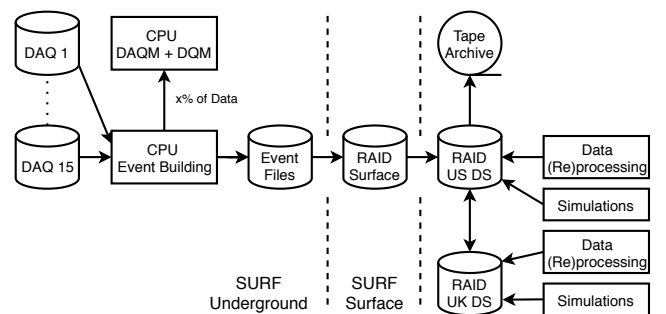 DAQ 1
CPU
DAQM + DQM
Tape
Archive
x% of Data
DAQ 15
CPU
Event Building
Event
Files
RAID
Surface
RAID
US DS
Data
(Re)processing
Simulations
Data
(Re)processing
RAID
UK DS
Simulations
SURF
Underground
SURF
Surface